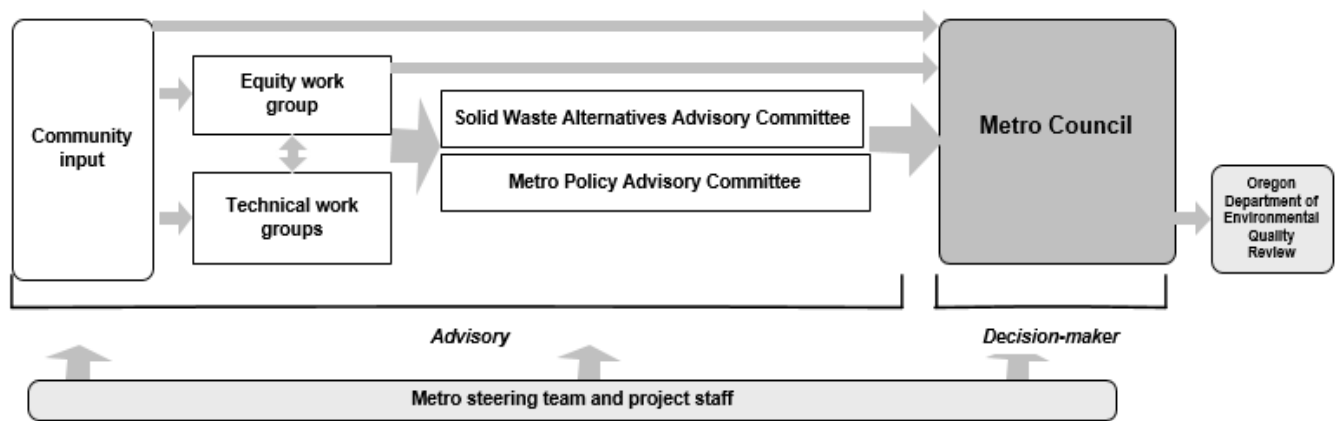 Community
input
Equity work
group
Technical work
groups
Solid Waste Alternatives Advisory Committee
Metro Policy Advisory Committee
Metro Council
Oregon
Department of
Environmental
Quality
Review
Advisory
Decision-maker
Metro steering team and project staff